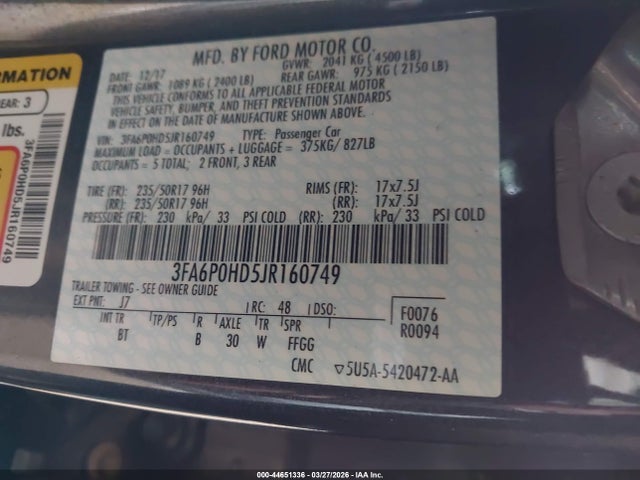 MFD. BY FORD MOTOR CO.
DATE: 12/17 GVWR: 2041 KG ( 4500 LB)
FRONT GAWR: 1089 KG ( 2400 LB) REAR GAWR: 975 KG ( 2150 LB)
THIS VEHICLE CONFORMS TO ALL APPLICABLE FEDERAL MOTOR
VEHICLE SAFETY, BUMPER, AND THEFT PREVENTION STANDARDS
IN EFFECT ON THE DATE OF MANUFACTURE SHOWN ABOVE.
VIN: 3FA6P0HD5JR160749 TYPE: Passenger Car
MAXIMUM LOAD = OCCUPANTS + LUGGAGE = 375KG/ 827LB
OCCUPANTS = 5 TOTAL: 2 FRONT, 3 REAR
TIRE (FR): 235/50R17 96H RIMS (FR): 17x7.5J
(RR): 235/50R17 96H (RR): 17x7.5J
PRESSURE (FR): 230 kPa/ 33 PSI COLD (RR): 230 kPa/ 33 PSI COLD
3FA6P0HD5JR160749
TRAILER TOWING - SEE OWNER GUIDE
EXT PNT: J7 RC: 48 DSO:
INT TR TP/PS R AXLE TR SPR
BT B 30 W FFGG
F0076
R0094
CMC ▽5U5A-5420472-AA
ORMATION
EAR: 3
lbs.
3FA6P0HD5JR160749
000-44651336 | 03/27/2026 | IAA Inc.